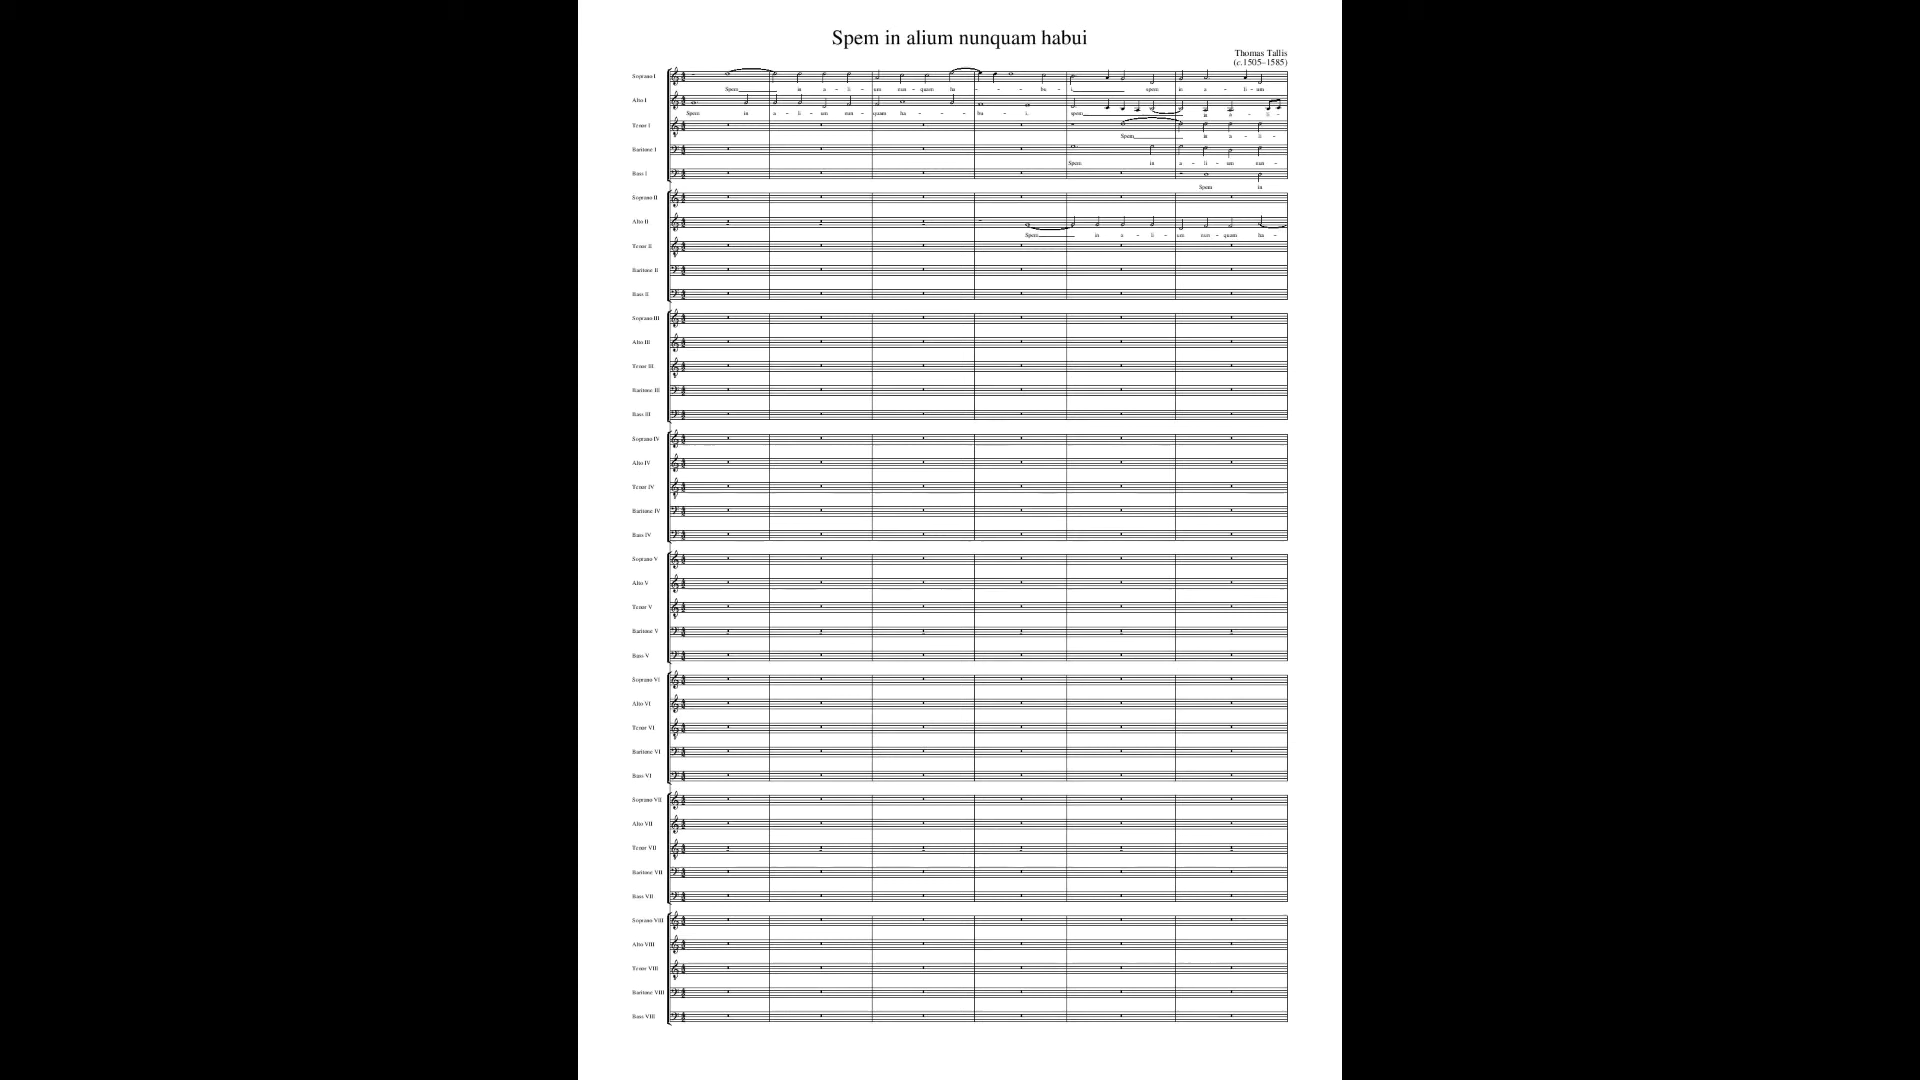 Spem in alium nunquam habui
Thomas Tallis
(c.1505–1585)
Soprano I
Spem in a - li - um nun - quam ha - - - bu - i, spem in a - li - um
Alto I
Spem in a - li - um nun - quam ha - - - bu - i, spem in a - li -
Tenor I
Spem in a - li -
Baritone I
Spem in a - li - um nun -
Bass I
Spem in
Soprano II
Alto II
Spem in a - li - um nun - quam ha -
Tenor II
Baritone II
Bass II
Soprano III
Alto III
Tenor III
Baritone III
Bass III
Soprano IV
Alto IV
Tenor IV
Baritone IV
Bass IV
Soprano V
Alto V
Tenor V
Baritone V
Bass V
Soprano VI
Alto VI
Tenor VI
Baritone VI
Bass VI
Soprano VII
Alto VII
Tenor VII
Baritone VII
Bass VII
Soprano VIII
Alto VIII
Tenor VIII
Baritone VIII
Bass VIII